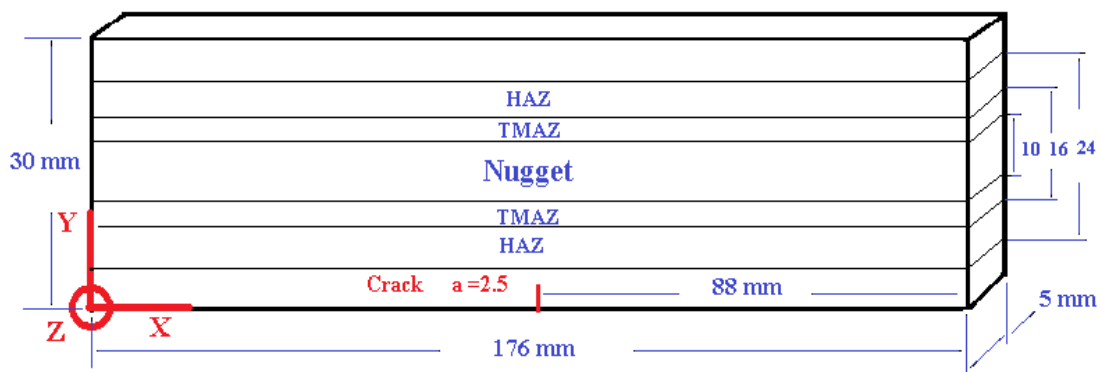 HAZ
TMAZ
30 mm
Nugget
10 16 24
TMAZ
Y
HAZ
Crack a =2.5
88 mm
5 mm
Z
X
176 mm